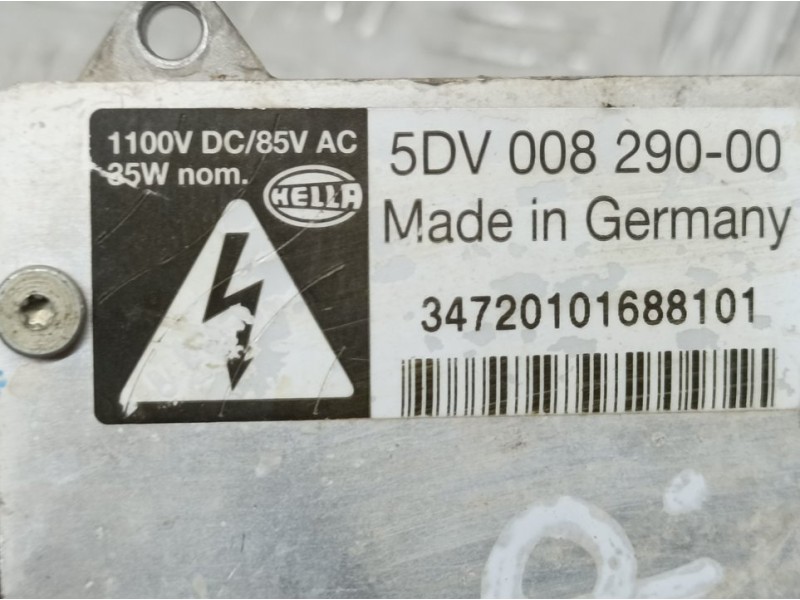 1100V DC/85V AC
35W nom.
HELLA
5DV 008 290-00
Made in Germany
34720101688101